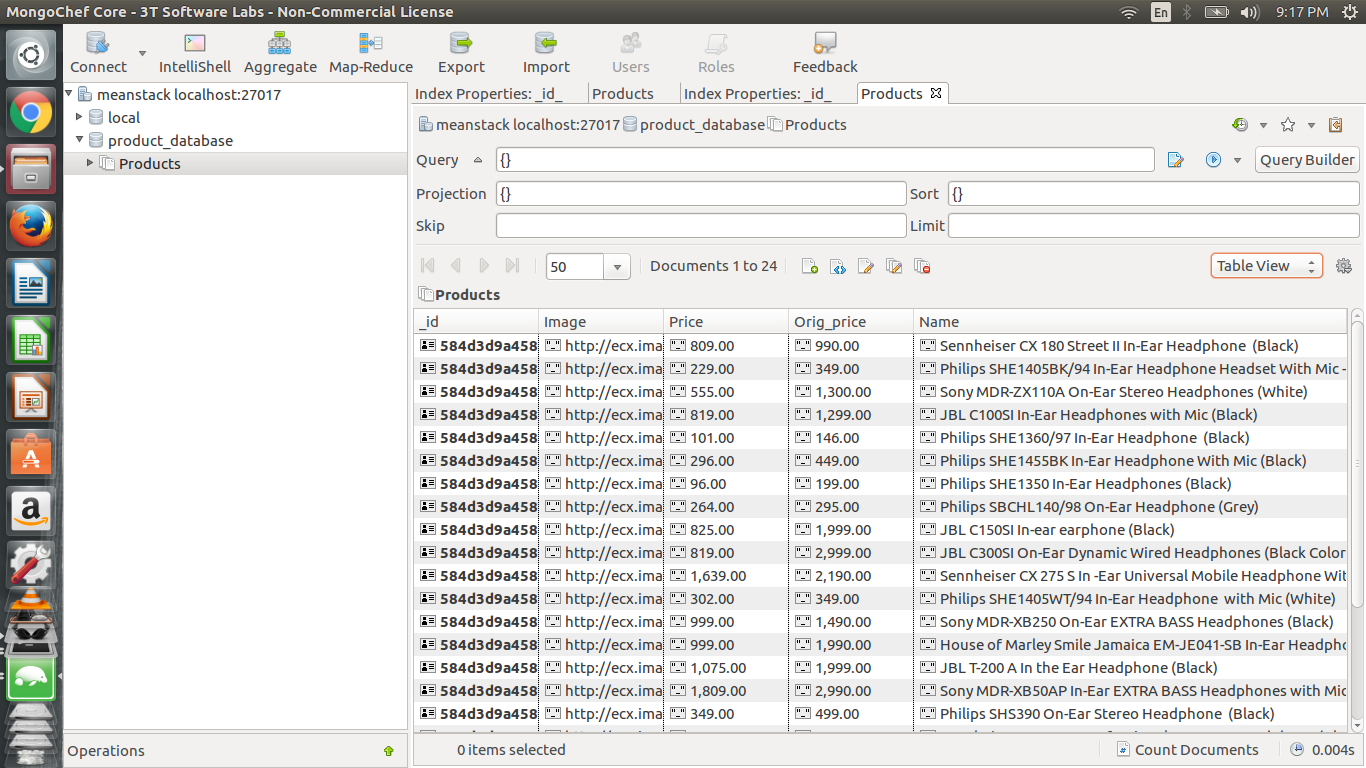 MongoChef Core - 3T Software Labs - Non-Commercial License En 9:17 PM
Connect IntelliShell Aggregate Map-Reduce Export Import Users Roles Feedback
meanstack localhost:27017
local
product_database
Products
Index Properties: _id_ Products Index Properties: _id_ Products
meanstack localhost:27017 product_database Products
Query {} Query Builder
Projection {} Sort {}
Skip Limit
50 Documents 1 to 24 Table View
Products
_id Image Price Orig_price Name
584d3d9a458 http://ecx.ima 809.00 990.00 Sennheiser CX 180 Street II In-Ear Headphone (Black)
584d3d9a458 http://ecx.ima 229.00 349.00 Philips SHE1405BK/94 In-Ear Headphone Headset With Mic -
584d3d9a458 http://ecx.ima 555.00 1,300.00 Sony MDR-ZX110A On-Ear Stereo Headphones (White)
584d3d9a458 http://ecx.ima 819.00 1,299.00 JBL C100SI In-Ear Headphones with Mic (Black)
584d3d9a458 http://ecx.ima 101.00 146.00 Philips SHE1360/97 In-Ear Headphone (Black)
584d3d9a458 http://ecx.ima 296.00 449.00 Philips SHE1455BK In-Ear Headphone With Mic (Black)
584d3d9a458 http://ecx.ima 96.00 199.00 Philips SHE1350 In-Ear Headphones (Black)
584d3d9a458 http://ecx.ima 264.00 295.00 Philips SBCHL140/98 On-Ear Headphone (Grey)
584d3d9a458 http://ecx.ima 825.00 1,999.00 JBL C150SI In-ear earphone (Black)
584d3d9a458 http://ecx.ima 819.00 2,999.00 JBL C300SI On-Ear Dynamic Wired Headphones (Black Color
584d3d9a458 http://ecx.ima 1,639.00 2,190.00 Sennheiser CX 275 S In -Ear Universal Mobile Headphone Wit
584d3d9a458 http://ecx.ima 302.00 349.00 Philips SHE1405WT/94 In-Ear Headphone with Mic (White)
584d3d9a458 http://ecx.ima 999.00 1,490.00 Sony MDR-XB250 On-Ear EXTRA BASS Headphones (Black)
584d3d9a458 http://ecx.ima 999.00 1,990.00 House of Marley Smile Jamaica EM-JE041-SB In-Ear Headpho
584d3d9a458 http://ecx.ima 1,075.00 1,999.00 JBL T-200 A In the Ear Headphone (Black)
584d3d9a458 http://ecx.ima 1,809.00 2,990.00 Sony MDR-XB50AP In-Ear EXTRA BASS Headphones with Mic
584d3d9a458 http://ecx.ima 349.00 499.00 Philips SHS390 On-Ear Stereo Headphone (Black)
Operations 0 items selected Count Documents 0.004s